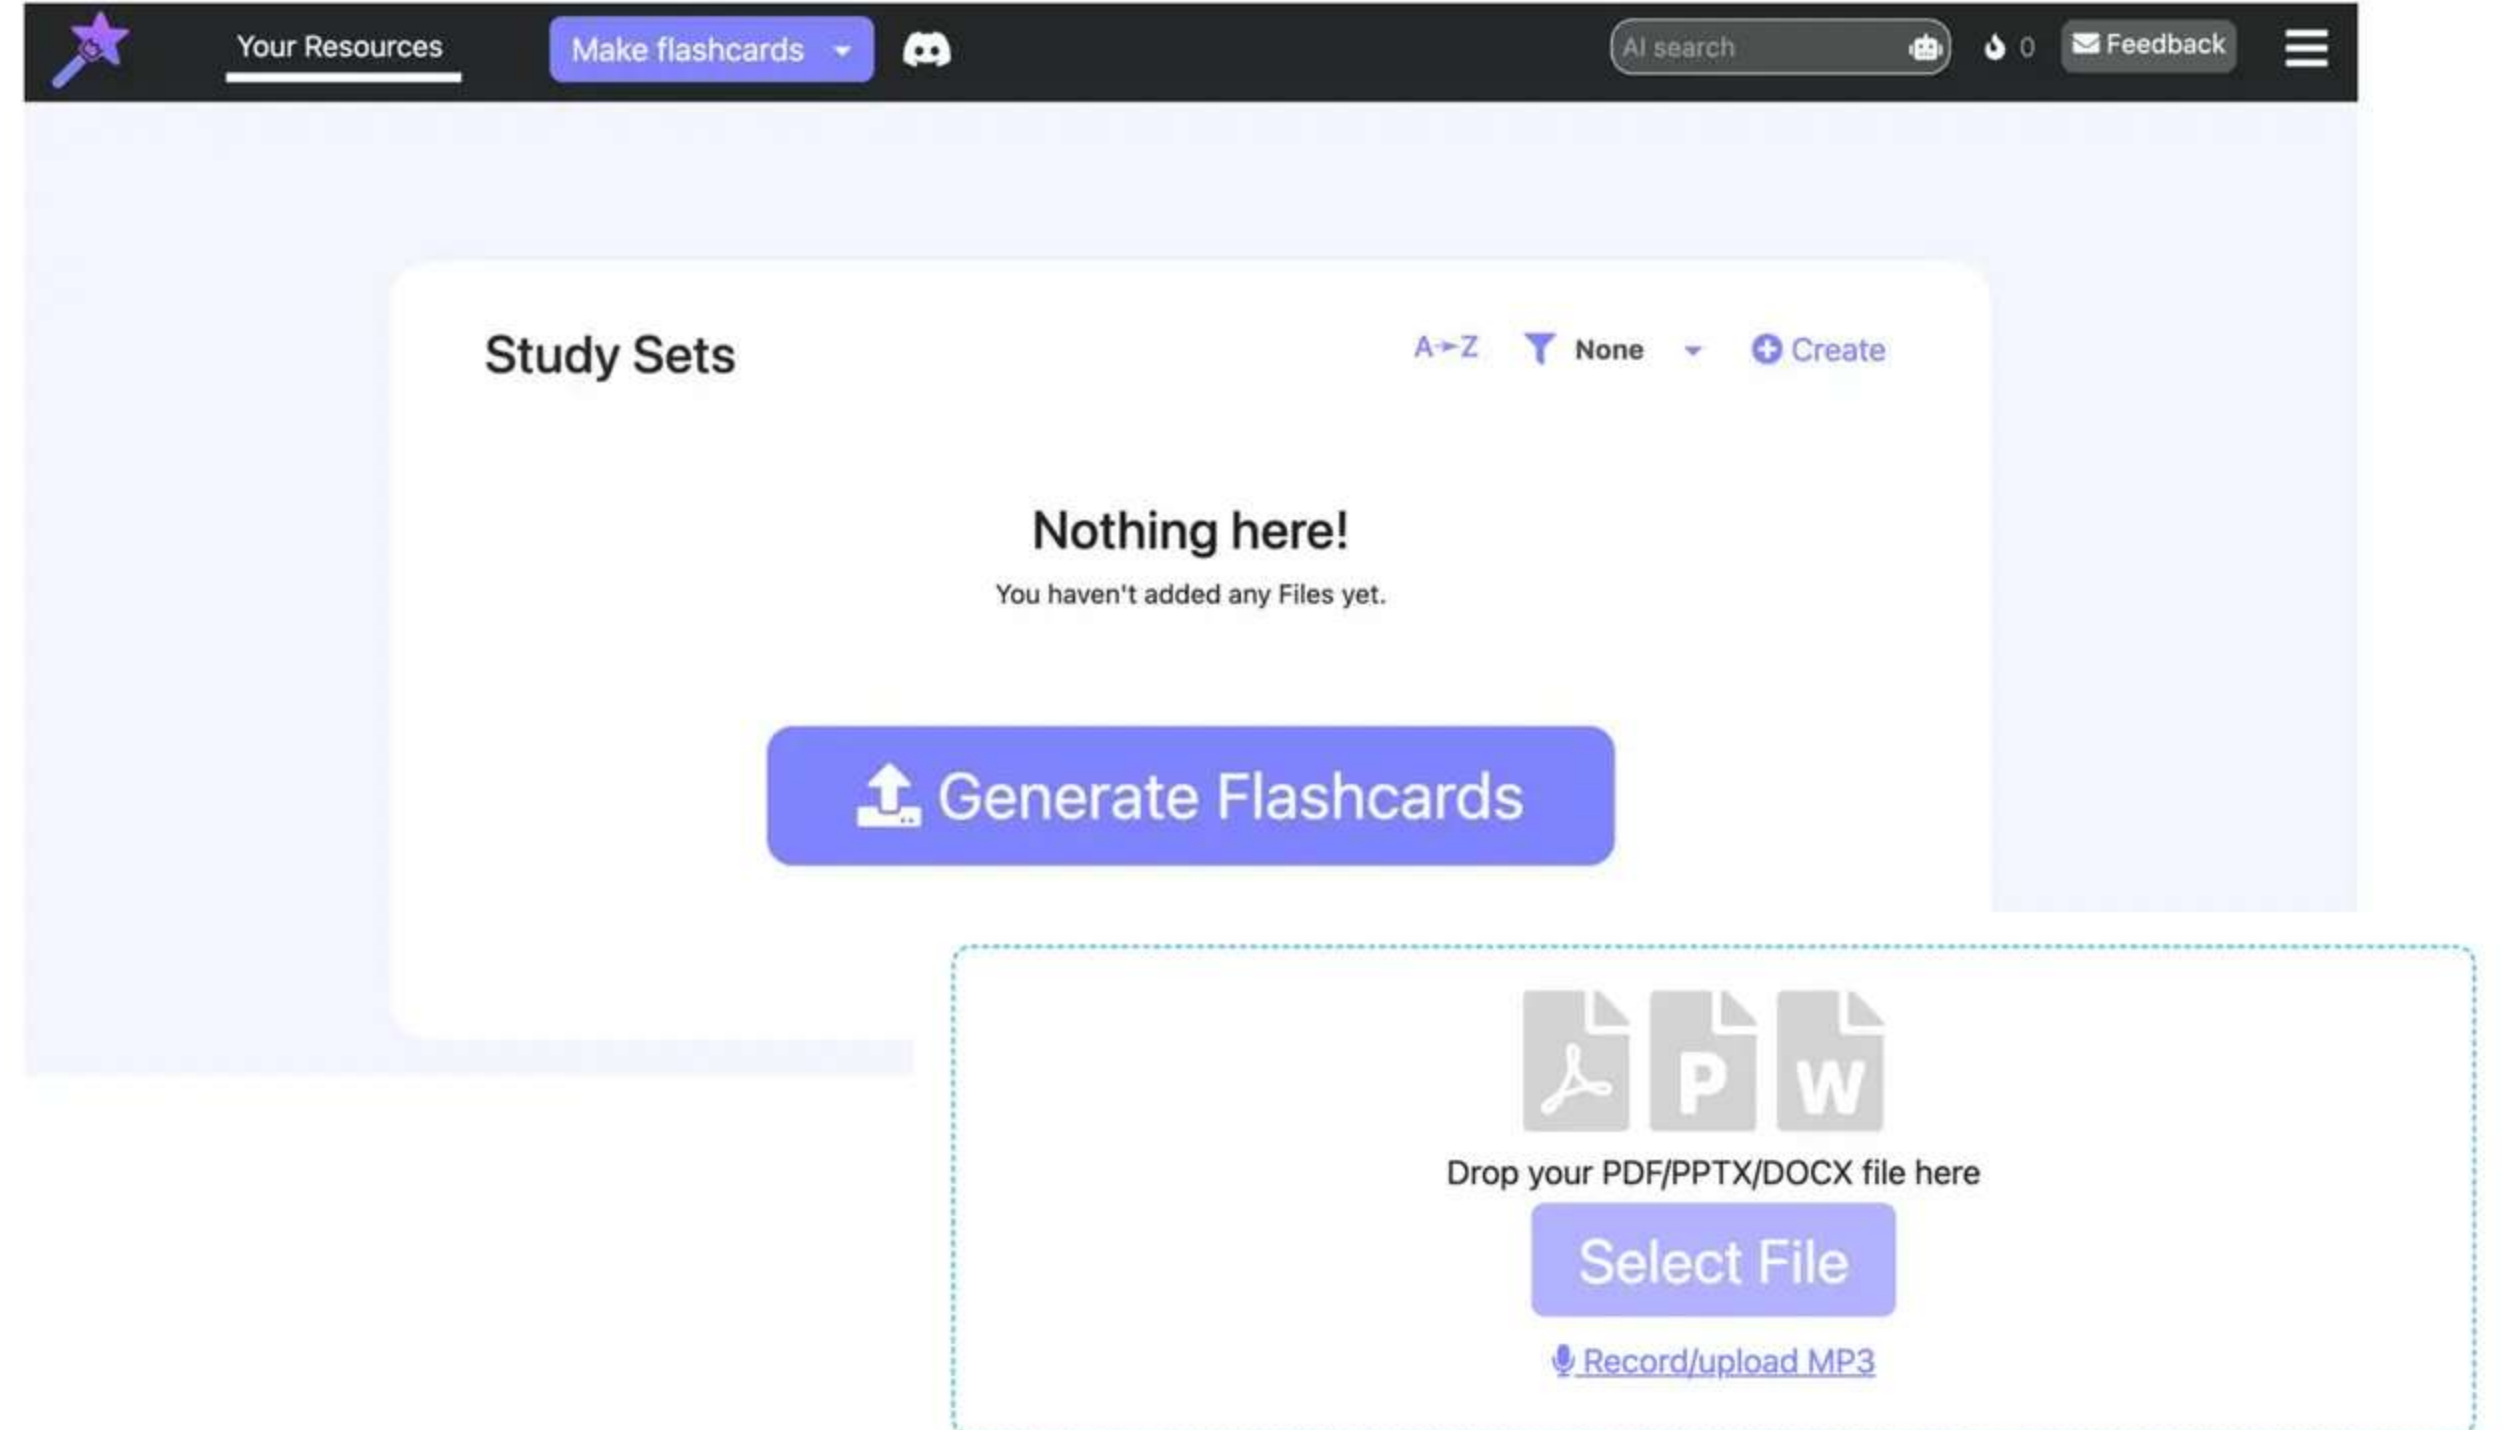 Your Resources
Make flashcards
AI search
0
Feedback
Study Sets
A
Z
None
Create
Nothing here!
You haven't added any Files yet.
Generate Flashcards
P
W
Drop your PDF/PPTX/DOCX file here
Select File
Record/upload MP3